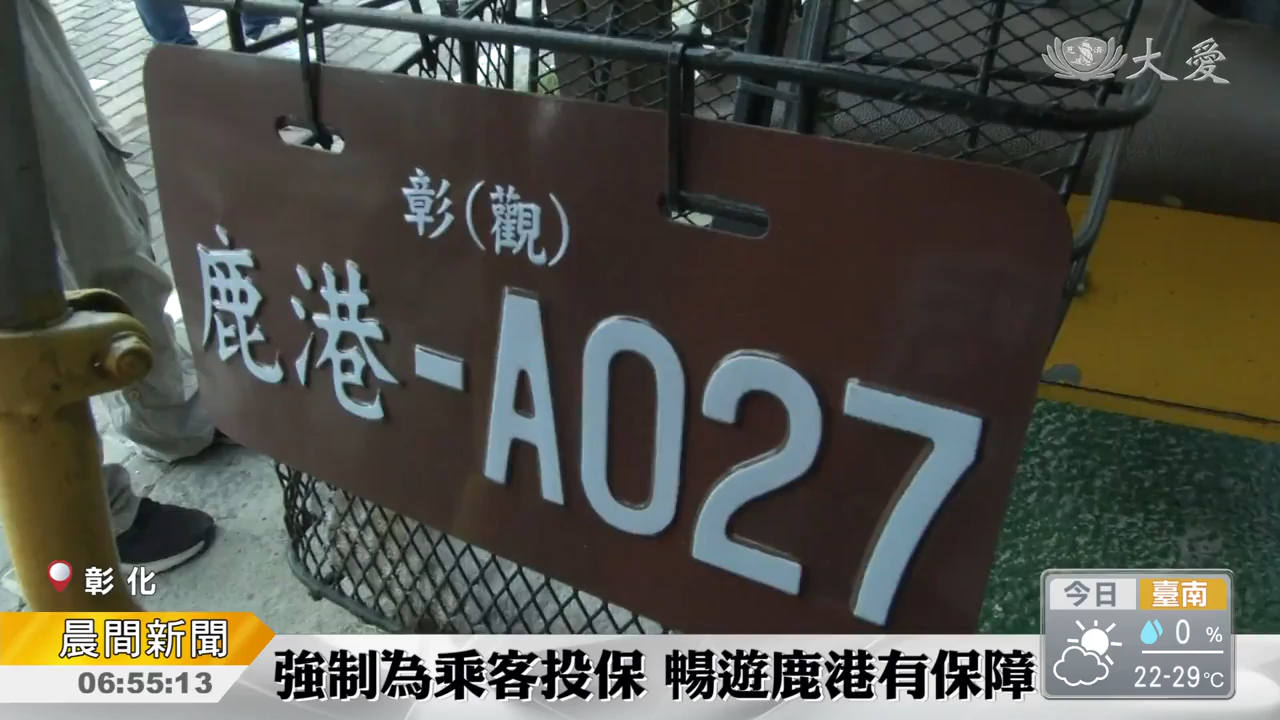 大愛
彰(觀)
鹿港-A027
彰化
晨間新聞
06:55:13
強制為乘客投保 暢遊鹿港有保障
今日 臺南
0 %
22-29°C